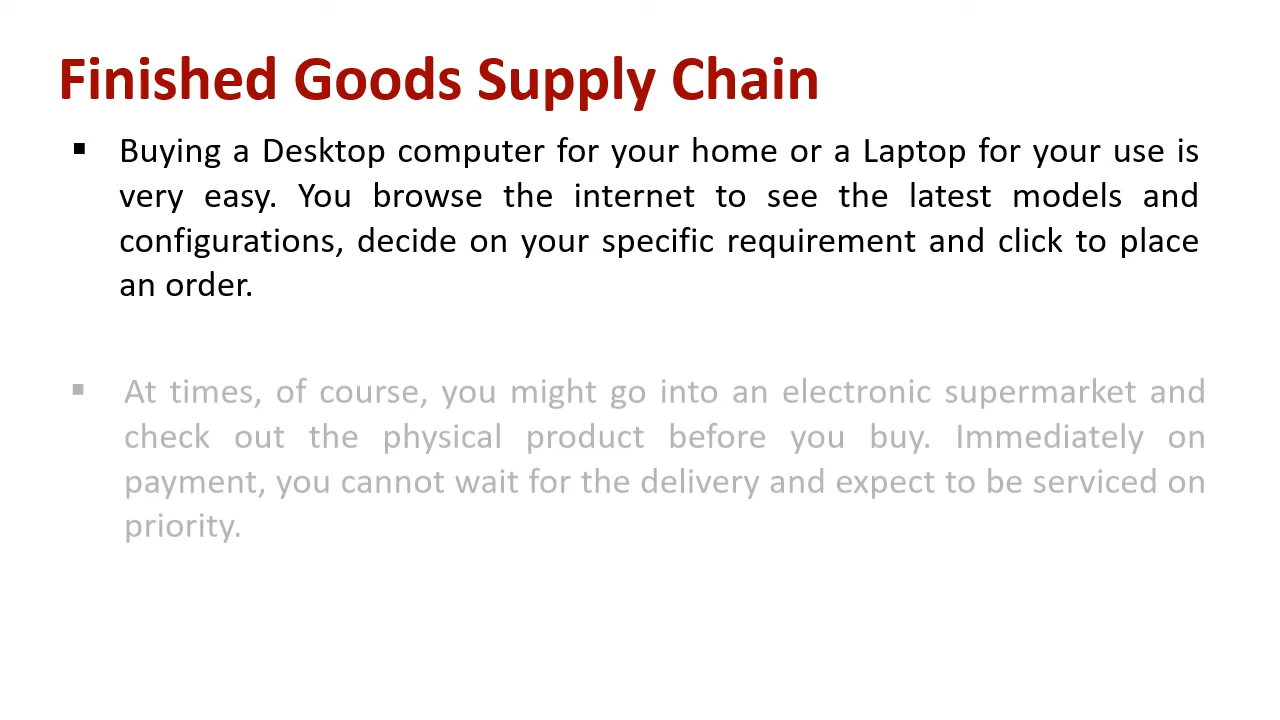 Finished Goods Supply Chain
▪ Buying a Desktop computer for your home or a Laptop for your use is
very easy. You browse the internet to see the latest models and
configurations, decide on your specific requirement and click to place
an order.
▪ At times, of course, you might go into an electronic supermarket and
check out the physical product before you buy. Immediately on
payment, you cannot wait for the delivery and expect to be serviced on
priority.